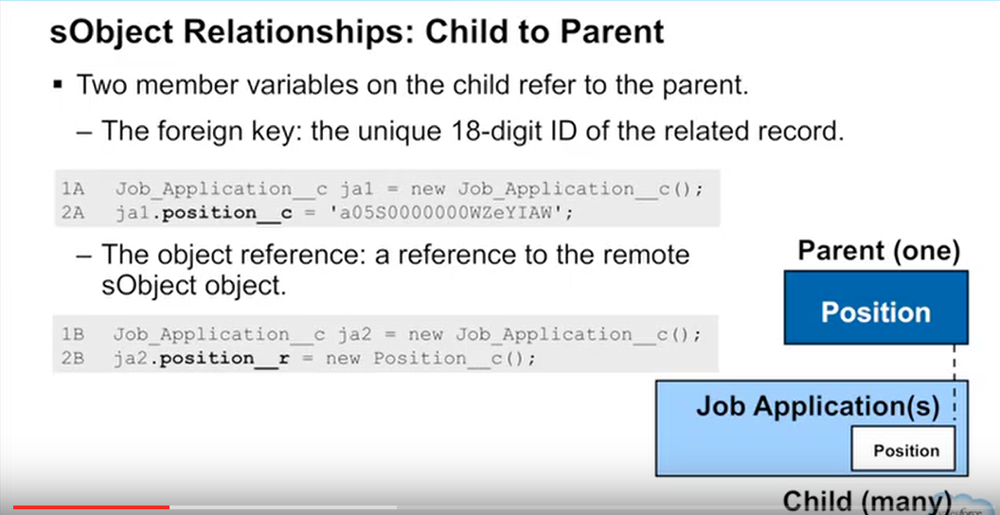 sObject Relationships: Child to Parent
▪ Two member variables on the child refer to the parent.
– The foreign key: the unique 18-digit ID of the related record.
1A Job_Application__c ja1 = new Job_Application__c();
2A ja1.position__c = 'a05S0000000WZeYIAW';
– The object reference: a reference to the remote
sObject object.
1B Job_Application__c ja2 = new Job_Application__c();
2B ja2.position__r = new Position__c();
Parent (one)
Position
Job Application(s)
Position
Child (many)